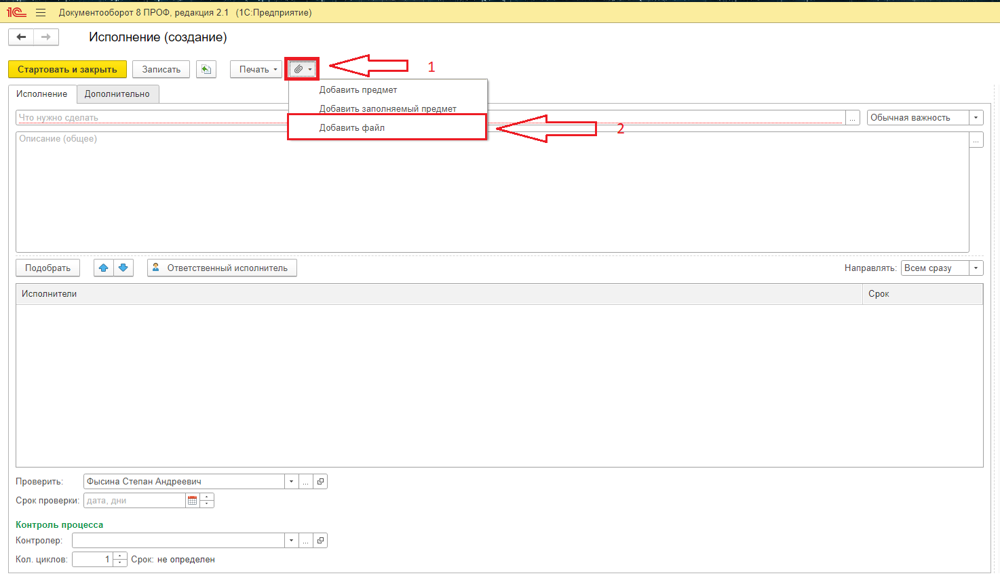 1С Документооборот 8 ПРОФ, редакция 2.1 (1С:Предприятие)
Исполнение (создание)
Стартовать и закрыть Записать Печать 1
Исполнение Дополнительно
Добавить предмет
Добавить заполняемый предмет
Добавить файл 2
Что нужно сделать ... Обычная важность
Описание (общее) ...
Подобрать Ответственный исполнитель Направлять: Всем сразу
Исполнители Срок
Проверить: Фысина Степан Андреевич ...
Срок проверки: дата, дни
Контроль процесса
Контролер: ...
Кол. циклов: 1 Срок: не определен